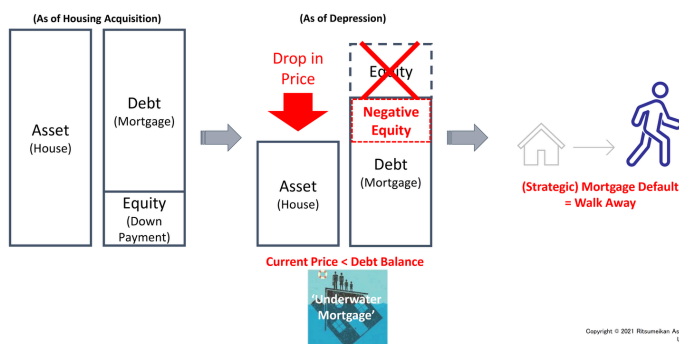 (As of Housing Acquisition)
Asset
(House)
Debt
(Mortgage)
Equity
(Down
Payment)
(As of Depression)
Drop in
Price
Asset
(House)
Equity
Negative
Equity
Debt
(Mortgage)
Current Price < Debt Balance
'Underwater
Mortgage'
(Strategic) Mortgage Default
= Walk Away
Copyright © 2021 Ritsumeikan As
U